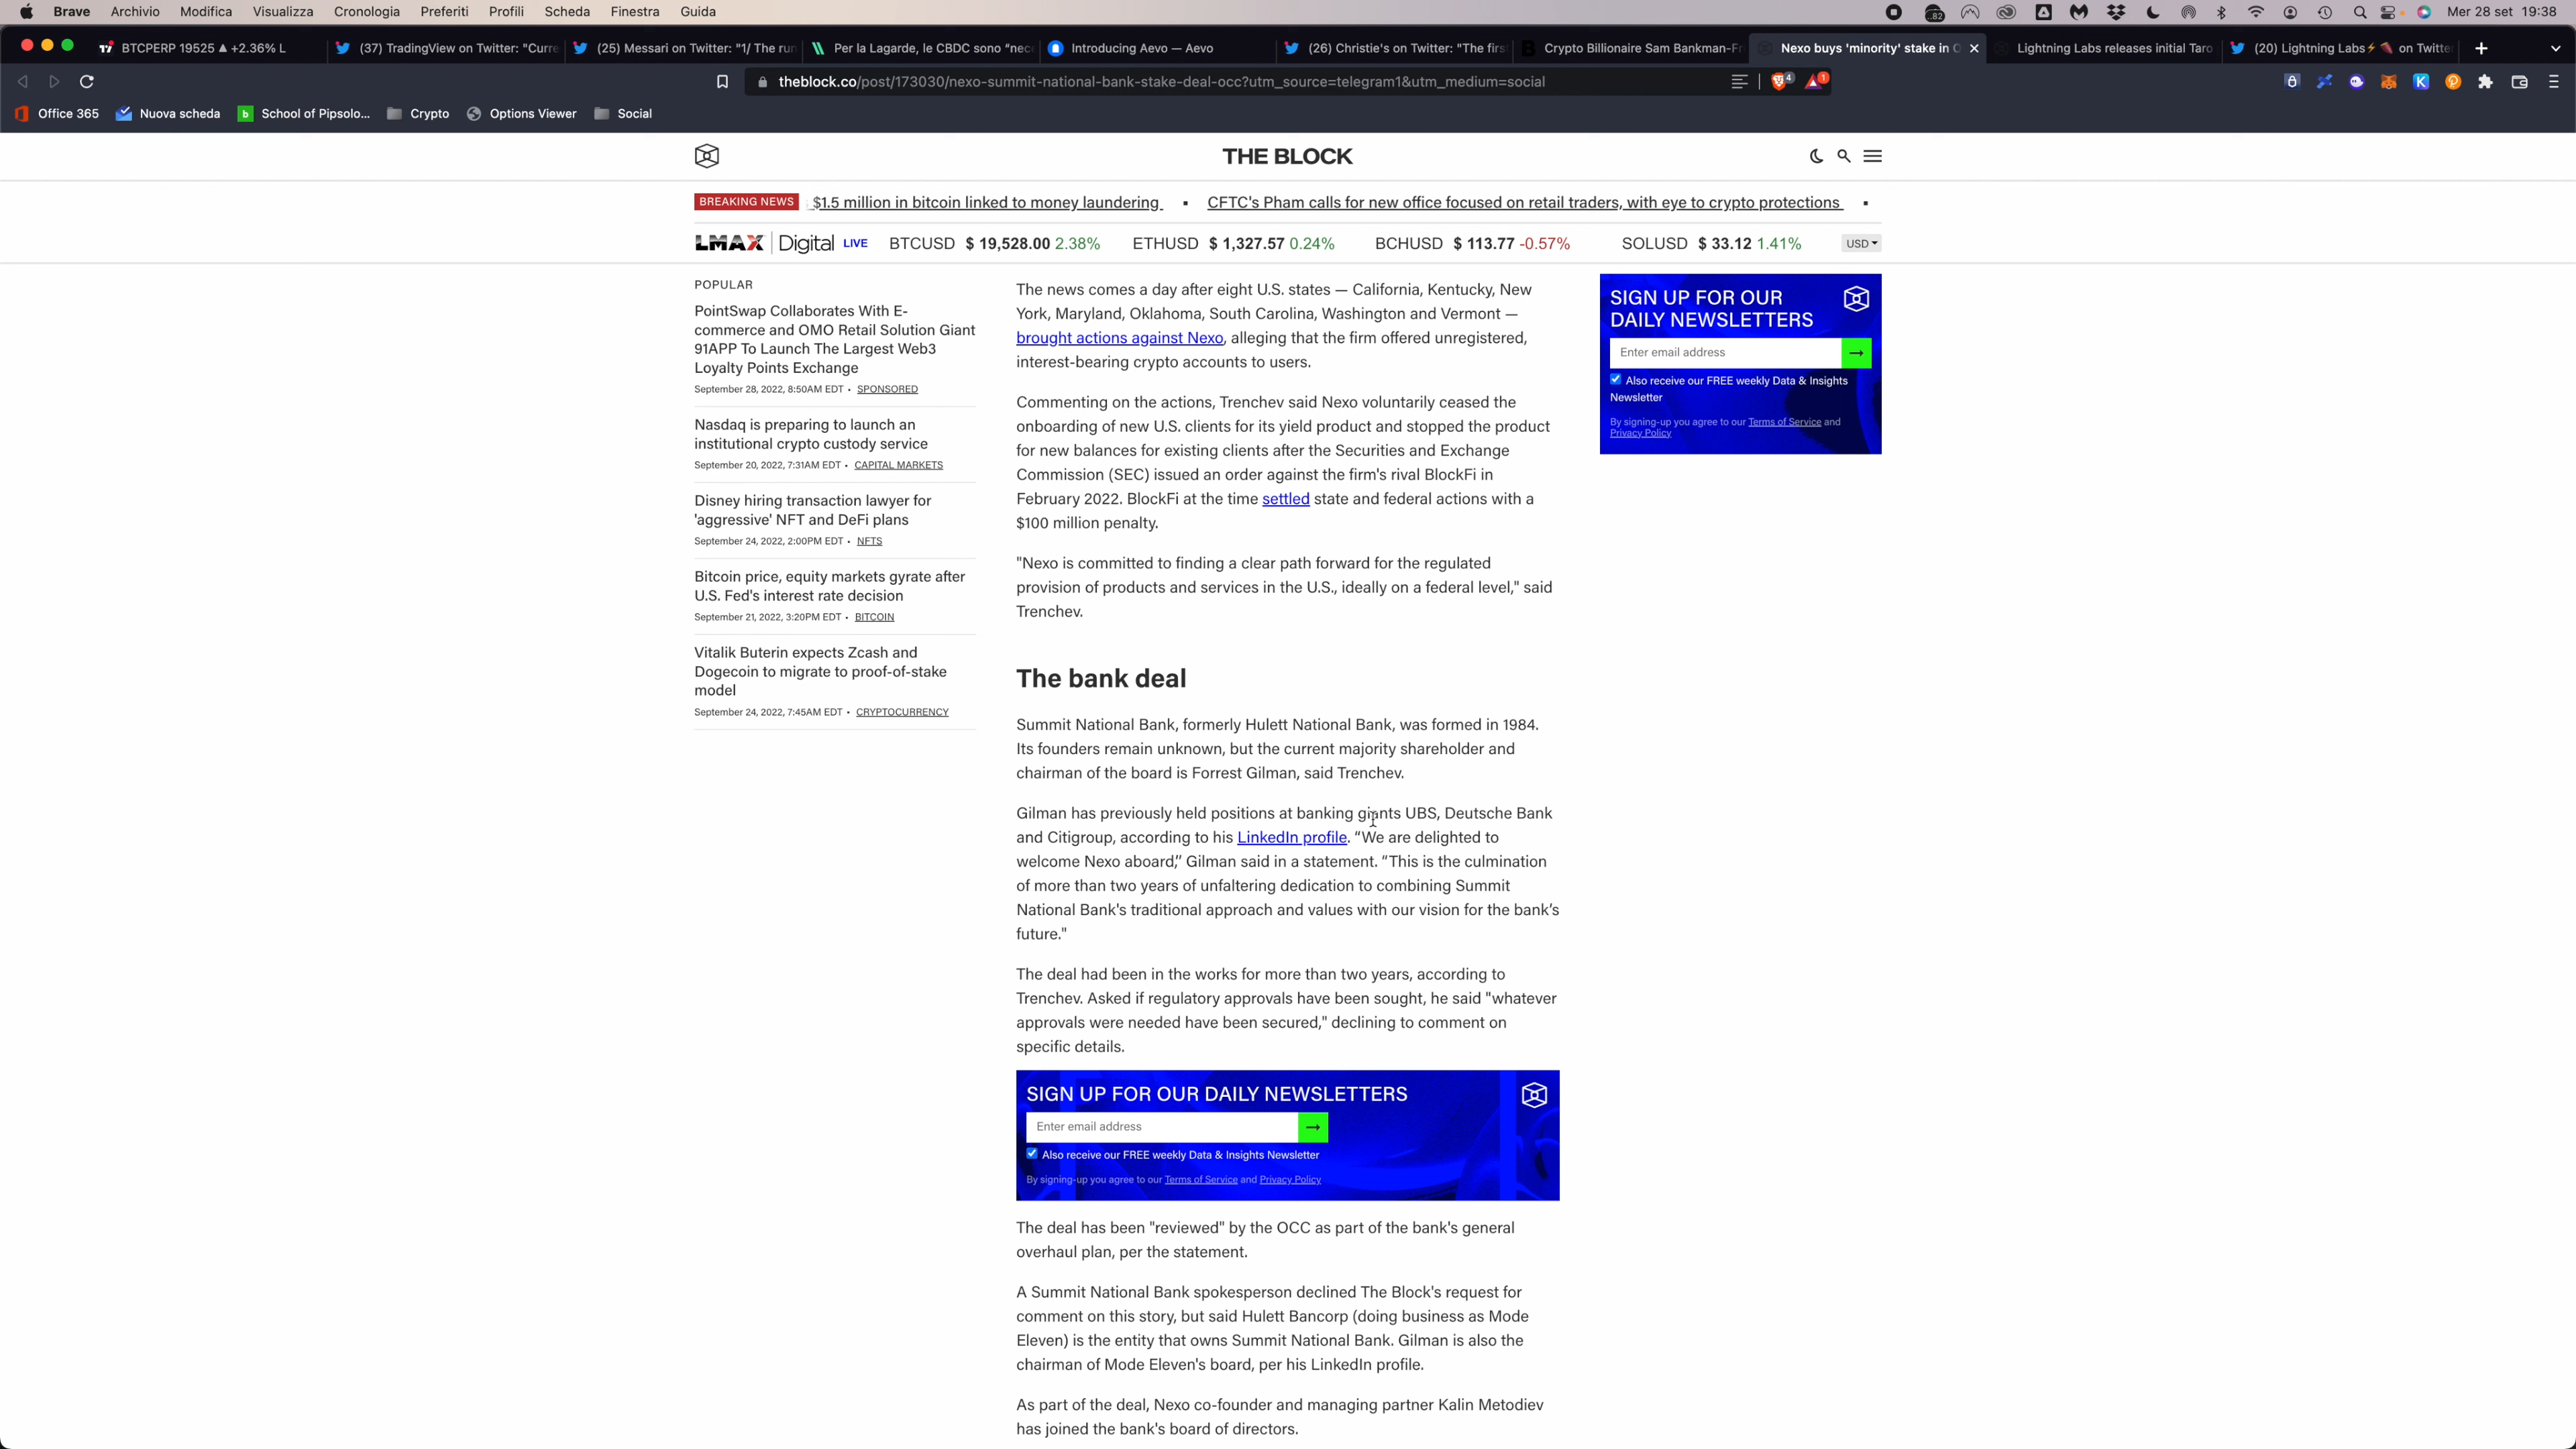 Brave Archivio Modifica Visualizza Cronologia Preferiti Profili Scheda Finestra Guida
82
Mer 28 set 19:38
BTCPERP 19525 ▲ +2.36% L
(37) TradingView on Twitter: "Curre
(25) Messari on Twitter: "1/ The run
Per la Lagarde, le CBDC sono "nece
Introducing Aevo — Aevo
(26) Christie's on Twitter: "The first
Crypto Billionaire Sam Bankman-Fr
Nexo buys 'minority' stake in
Lightning Labs releases initial Taro
(20) Lightning Labs⚡🍠 on Twitte
theblock.co/post/173030/nexo-summit-national-bank-stake-deal-occ?utm_source=telegram1&utm_medium=social
4
1
Office 365
Nuova scheda
School of Pipsolo...
Crypto
Options Viewer
Social
THE BLOCK
BREAKING NEWS
$1.5 million in bitcoin linked to money laundering
CFTC's Pham calls for new office focused on retail traders, with eye to crypto protections
LMAX Digital LIVE
BTCUSD $ 19,528.00 2.38%
ETHUSD $ 1,327.57 0.24%
BCHUSD $ 113.77 -0.57%
SOLUSD $ 33.12 1.41%
USD
POPULAR
PointSwap Collaborates With E-
commerce and OMO Retail Solution Giant
91APP To Launch The Largest Web3
Loyalty Points Exchange
September 28, 2022, 8:50AM EDT • SPONSORED
Nasdaq is preparing to launch an
institutional crypto custody service
September 20, 2022, 7:31AM EDT • CAPITAL MARKETS
Disney hiring transaction lawyer for
'aggressive' NFT and DeFi plans
September 24, 2022, 2:00PM EDT • NFTS
Bitcoin price, equity markets gyrate after
U.S. Fed's interest rate decision
September 21, 2022, 3:20PM EDT • BITCOIN
Vitalik Buterin expects Zcash and
Dogecoin to migrate to proof-of-stake
model
September 24, 2022, 7:45AM EDT • CRYPTOCURRENCY
The news comes a day after eight U.S. states — California, Kentucky, New
York, Maryland, Oklahoma, South Carolina, Washington and Vermont —
brought actions against Nexo, alleging that the firm offered unregistered,
interest-bearing crypto accounts to users.
Commenting on the actions, Trenchev said Nexo voluntarily ceased the
onboarding of new U.S. clients for its yield product and stopped the product
for new balances for existing clients after the Securities and Exchange
Commission (SEC) issued an order against the firm's rival BlockFi in
February 2022. BlockFi at the time settled state and federal actions with a
$100 million penalty.
"Nexo is committed to finding a clear path forward for the regulated
provision of products and services in the U.S., ideally on a federal level," said
Trenchev.
The bank deal
Summit National Bank, formerly Hulett National Bank, was formed in 1984.
Its founders remain unknown, but the current majority shareholder and
chairman of the board is Forrest Gilman, said Trenchev.
Gilman has previously held positions at banking giants UBS, Deutsche Bank
and Citigroup, according to his LinkedIn profile. “We are delighted to
welcome Nexo aboard,” Gilman said in a statement. “This is the culmination
of more than two years of unfaltering dedication to combining Summit
National Bank's traditional approach and values with our vision for the bank’s
future."
The deal had been in the works for more than two years, according to
Trenchev. Asked if regulatory approvals have been sought, he said "whatever
approvals were needed have been secured," declining to comment on
specific details.
SIGN UP FOR OUR DAILY NEWSLETTERS
Enter email address
Also receive our FREE weekly Data & Insights Newsletter
By signing-up you agree to our Terms of Service and Privacy Policy
The deal has been "reviewed" by the OCC as part of the bank's general
overhaul plan, per the statement.
A Summit National Bank spokesperson declined The Block's request for
comment on this story, but said Hulett Bancorp (doing business as Mode
Eleven) is the entity that owns Summit National Bank. Gilman is also the
chairman of Mode Eleven's board, per his LinkedIn profile.
As part of the deal, Nexo co-founder and managing partner Kalin Metodiev
has joined the bank's board of directors.
SIGN UP FOR OUR
DAILY NEWSLETTERS
Enter email address
Also receive our FREE weekly Data & Insights
Newsletter
By signing-up you agree to our Terms of Service and
Privacy Policy